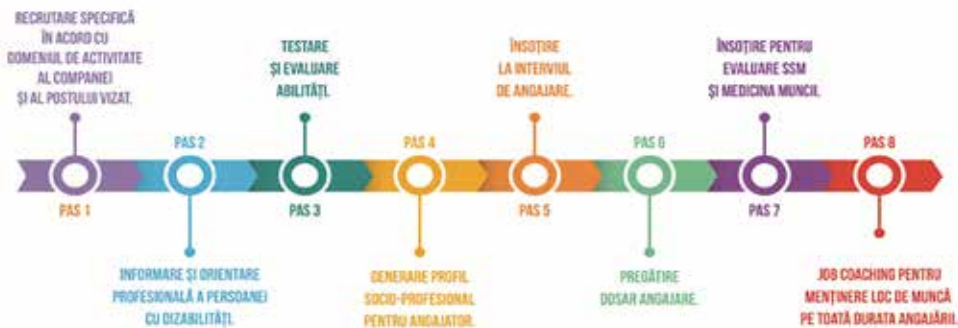 RECRUTARE SPECIFICĂ
ÎN ACORD CU
DOMENIUL DE ACTIVITATE
AL COMPANIEI
ȘI AL POSTULUI VIZAT.
PAS 1
PAS 2
INFORMARE ȘI ORIENTARE
PROFESIONALĂ A PERSOANEI
CU DIZABILITĂȚI.
TESTARE
ȘI EVALUARE
ABILITĂȚI.
PAS 3
PAS 4
GENERARE PROFIL
SOCIO-PROFESIONAL
PENTRU ANGAJATOR.
ÎNSOȚIRE
LA INTERVIUL
DE ANGAJARE.
PAS 5
PAS 6
PREGĂTIRE
DOSAR ANGAJARE.
ÎNSOȚIRE PENTRU
EVALUARE SSM
ȘI MEDICINA MUNCII.
PAS 7
PAS 8
JOB COACHING PENTRU
MENȚINERE LOC DE MUNCĂ
PE TOATĂ DURATA ANGAJĂRII.